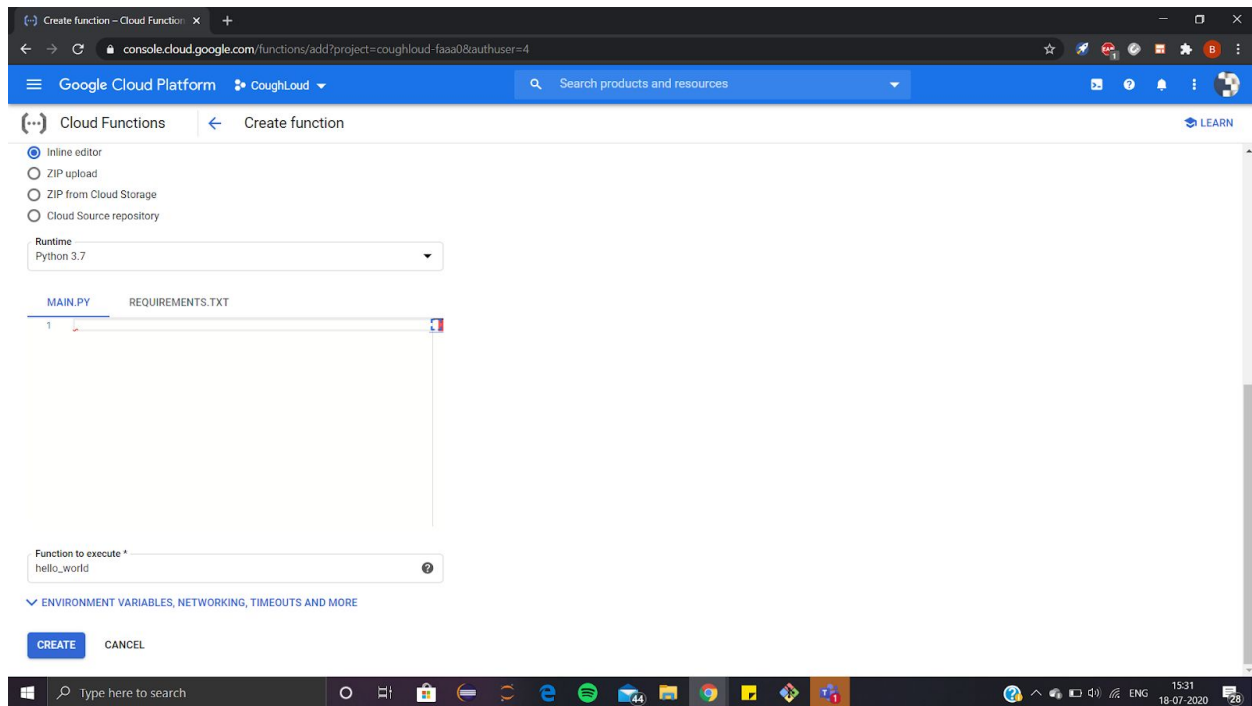 Create function – Cloud Function
console.cloud.google.com/functions/add?project=coughloud-faaa0&authuser=4
B
Google Cloud Platform CoughLoud Search products and resources
Cloud Functions Create function LEARN
Inline editor
ZIP upload
ZIP from Cloud Storage
Cloud Source repository
Runtime
Python 3.7
MAIN.PY REQUIREMENTS.TXT
1
Function to execute *
hello_world
ENVIRONMENT VARIABLES, NETWORKING, TIMEOUTS AND MORE
CREATE CANCEL
Type here to search 44 ENG 15:31
18-07-2020 28